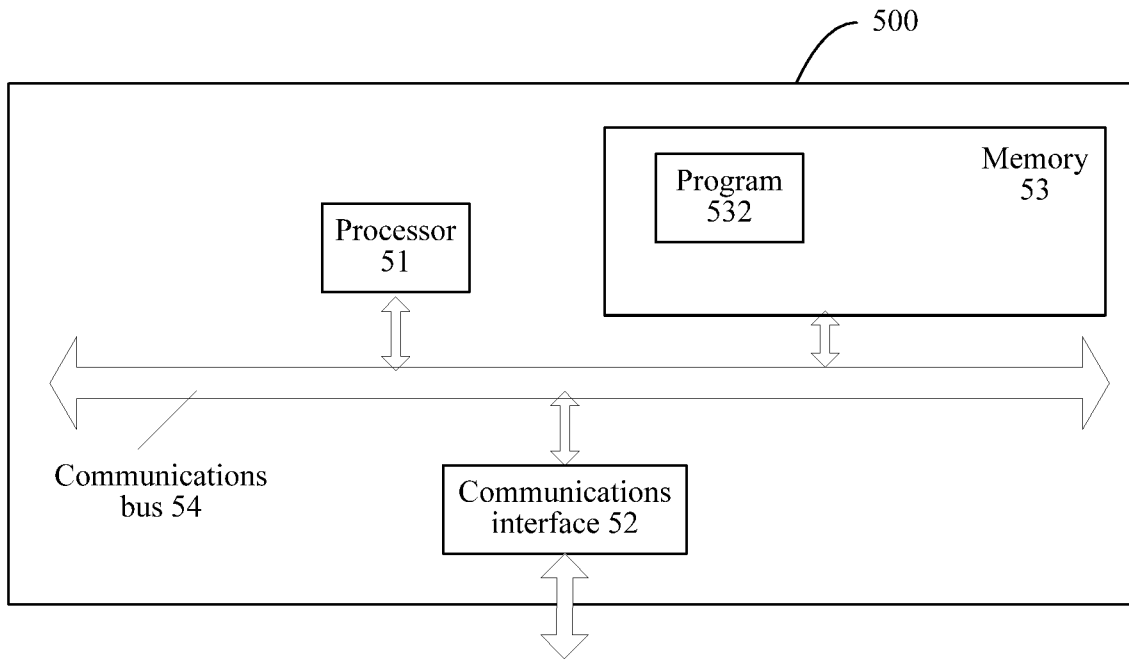 500
Memory
53
Program
532
Processor
51
Communications
bus 54
Communications
interface 52